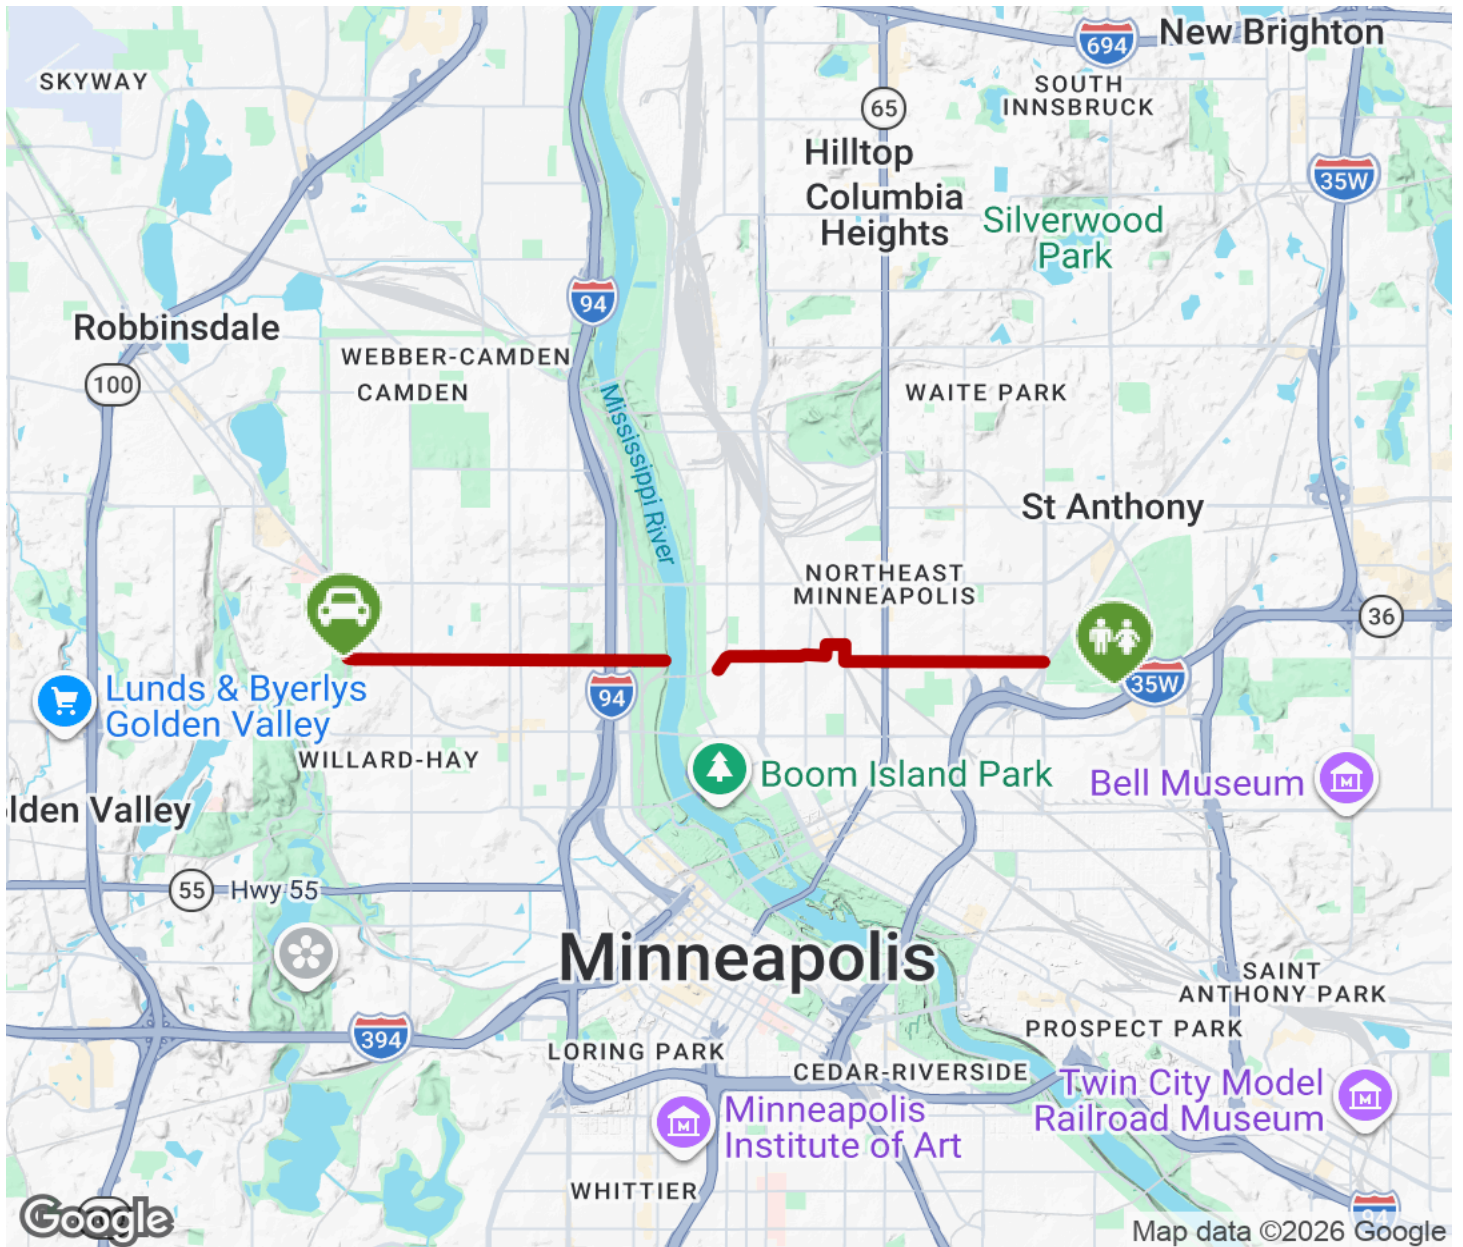 New Brighton
694
SKYWAY
SOUTH
INNSBRUCK
65
Hilltop
35W
Columbia
Heights
Silverwood
Park
94
Robbinsdale
WEBBER-CAMDEN
100
CAMDEN
WAITE PARK
Mississippi River
St Anthony
NORTHEAST
MINNEAPOLIS
36
35W
94
Lunds & Byerlys
Golden Valley
WILLARD-HAY
Boom Island Park
Bell Museum
lden Valley
55
Hwy 55
Minneapolis
SAINT
ANTHONY PARK
PROSPECT PARK
394
LORING PARK
CEDAR-RIVERSIDE
Twin City Model
Railroad Museum
Minneapolis
Institute of Art
WHITTIER
94
Google
Map data ©2026 Google